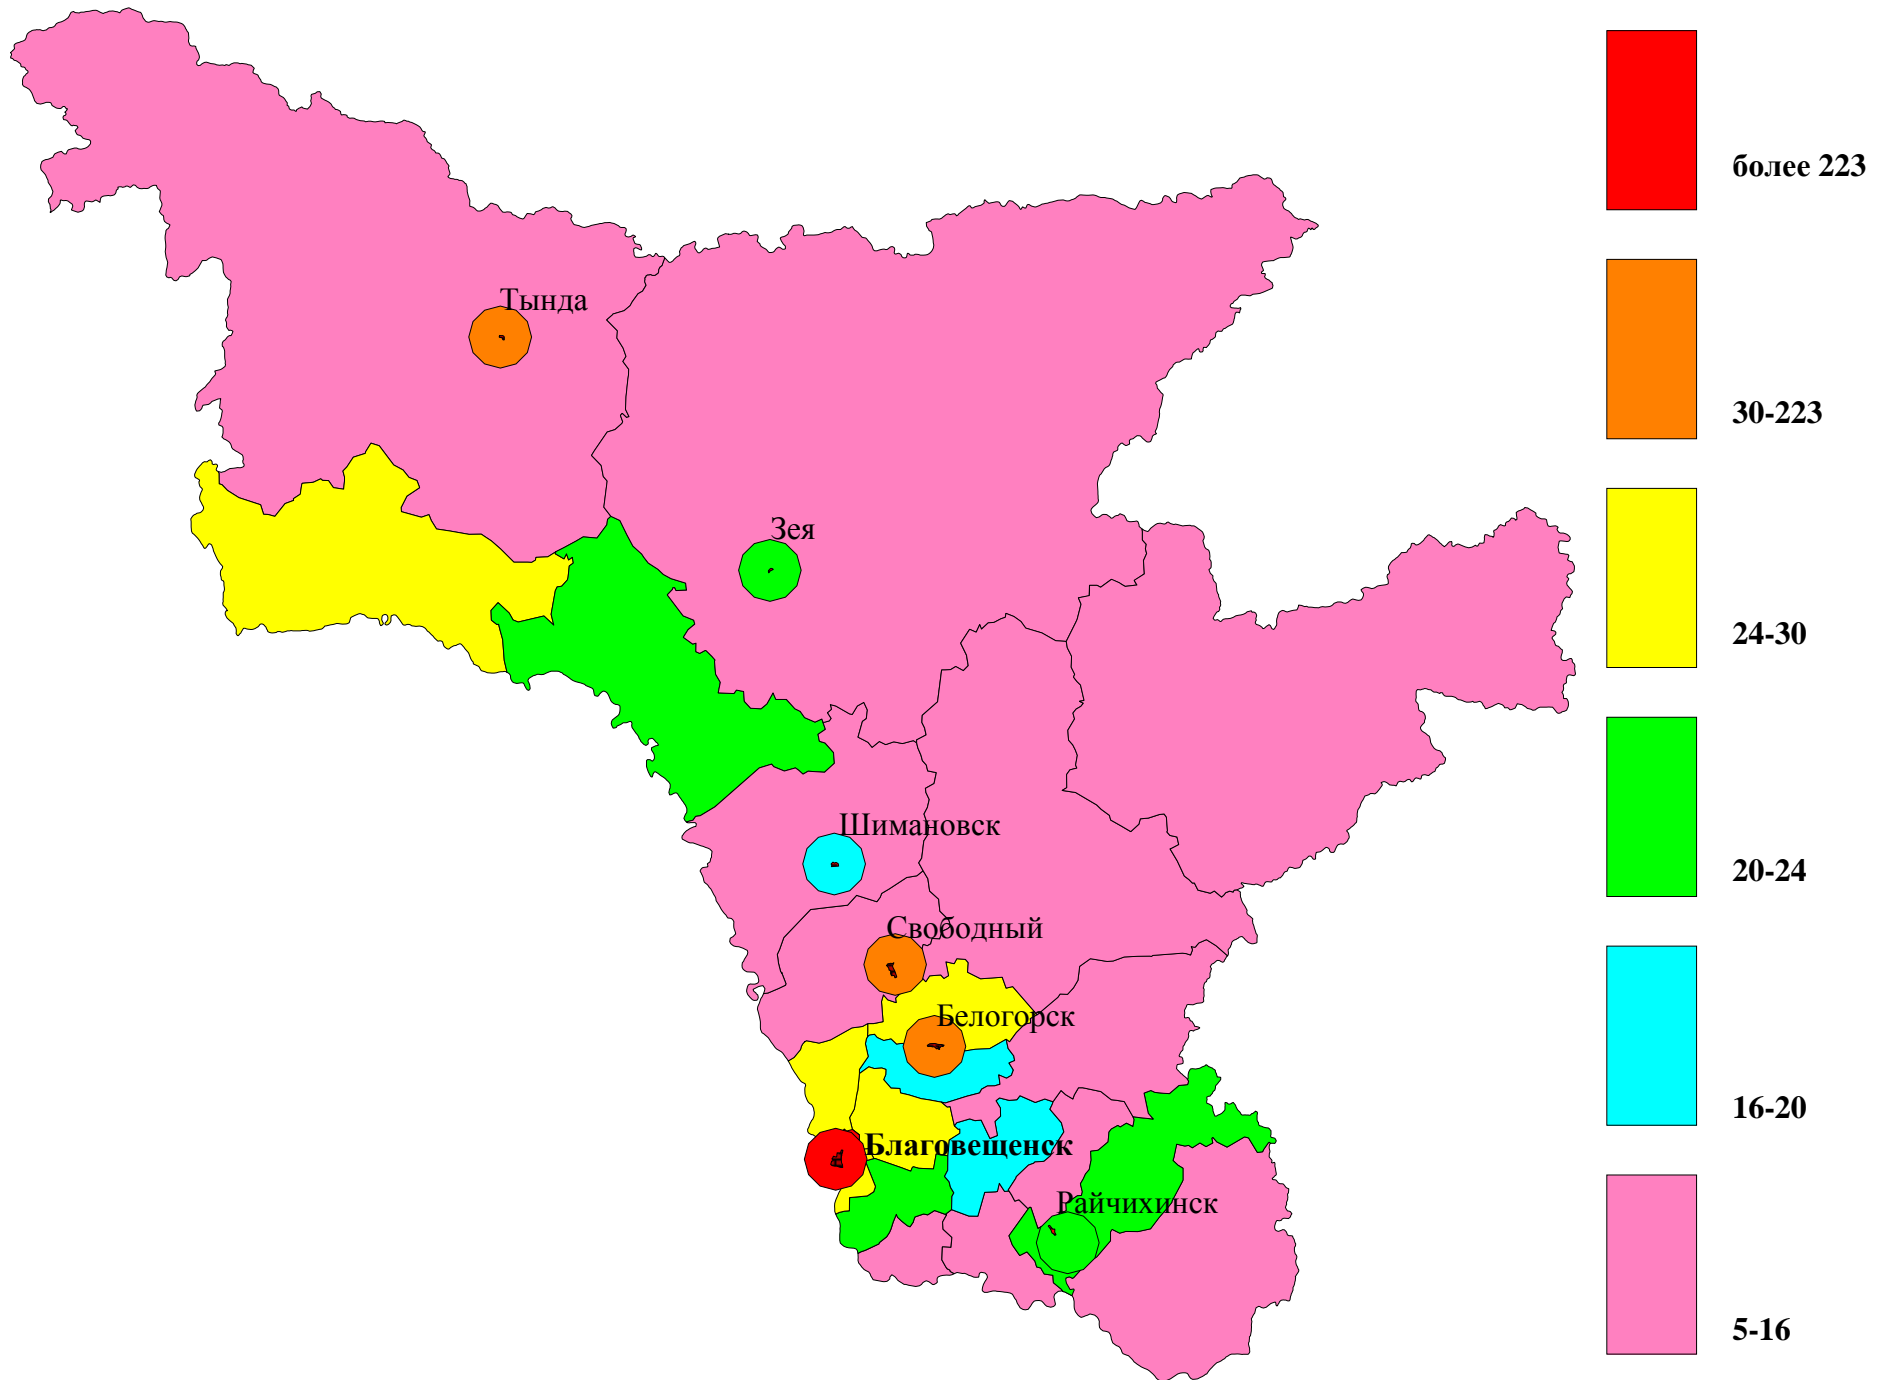 Тында
Зея
Шимановск
Свободный
Белогорск
Благовещенск
Райчихинск
более 223
30-223
24-30
20-24
16-20
5-16